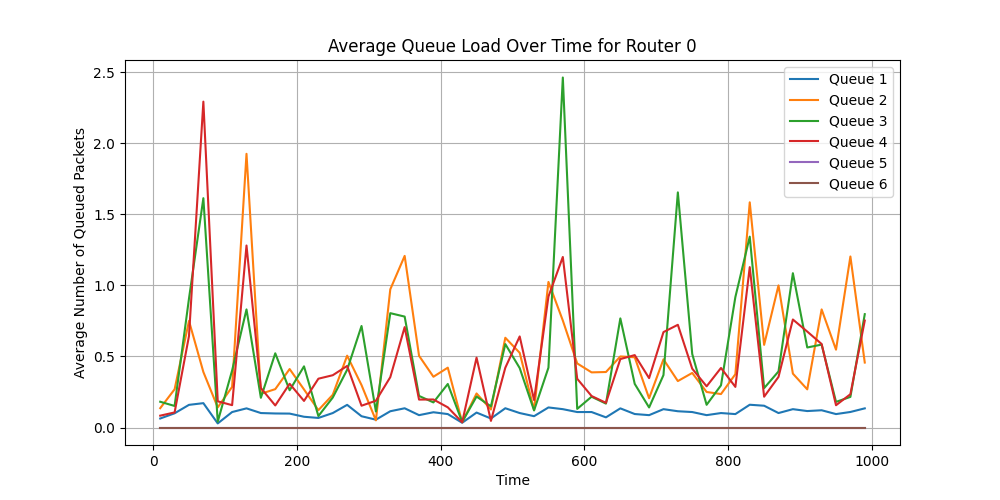 Average Queue Load Over Time for Router 0
Average Number of Queued Packets
2.5
2.0
1.5
1.0
0.5
0.0
Queue 1
Queue 2
Queue 3
Queue 4
Queue 5
Queue 6
0
200
400
600
800
1000
Time